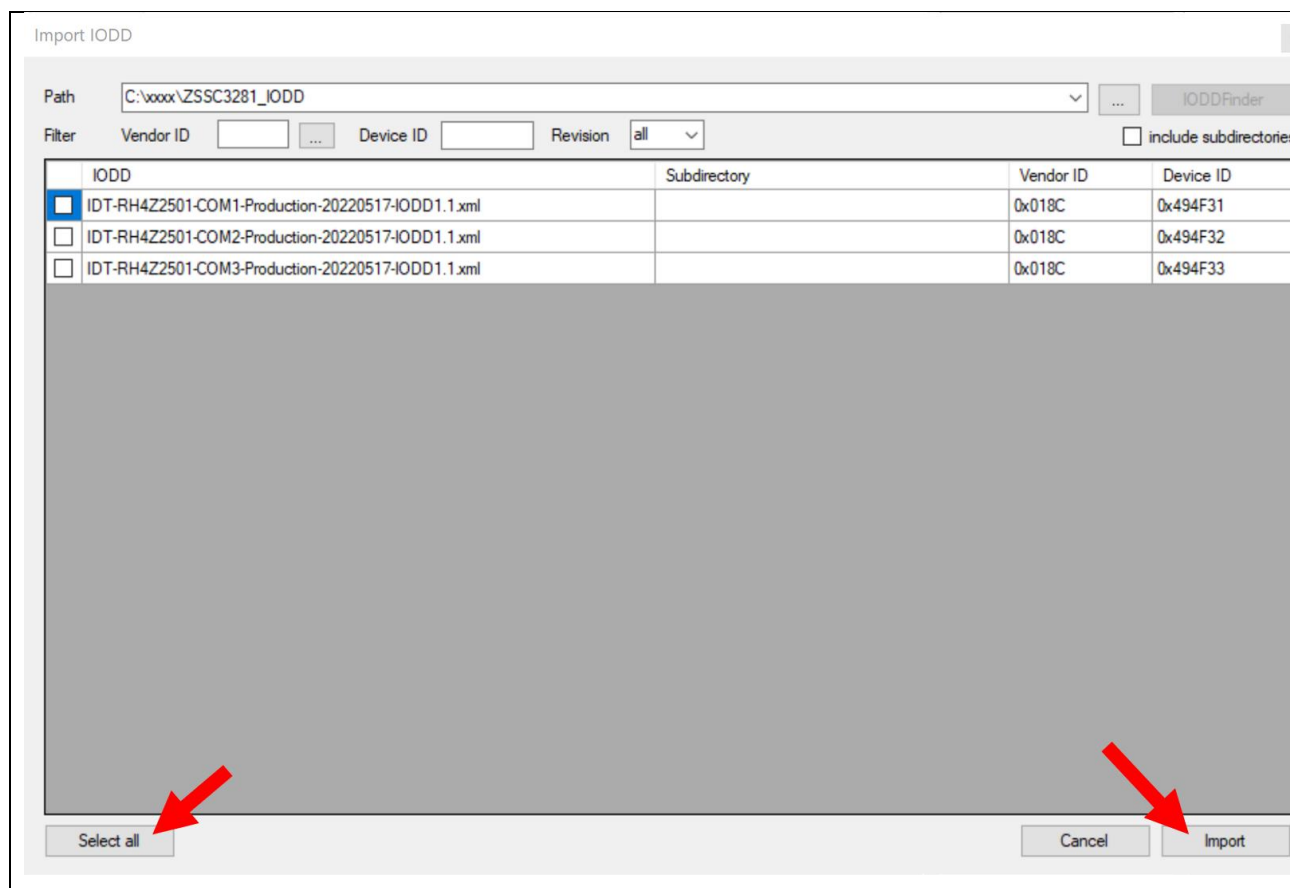 Import IODD
Path C:\xxxx\ZSSC3281_IODD ... IODDFinder
Filter Vendor ID ... Device ID Revision all include subdirectories
IODD Subdirectory Vendor ID Device ID
IDT-RH4Z2501-COM1-Production-20220517-IODD1.1.xml 0x018C 0x494F31
IDT-RH4Z2501-COM2-Production-20220517-IODD1.1.xml 0x018C 0x494F32
IDT-RH4Z2501-COM3-Production-20220517-IODD1.1.xml 0x018C 0x494F33
Select all Cancel Import